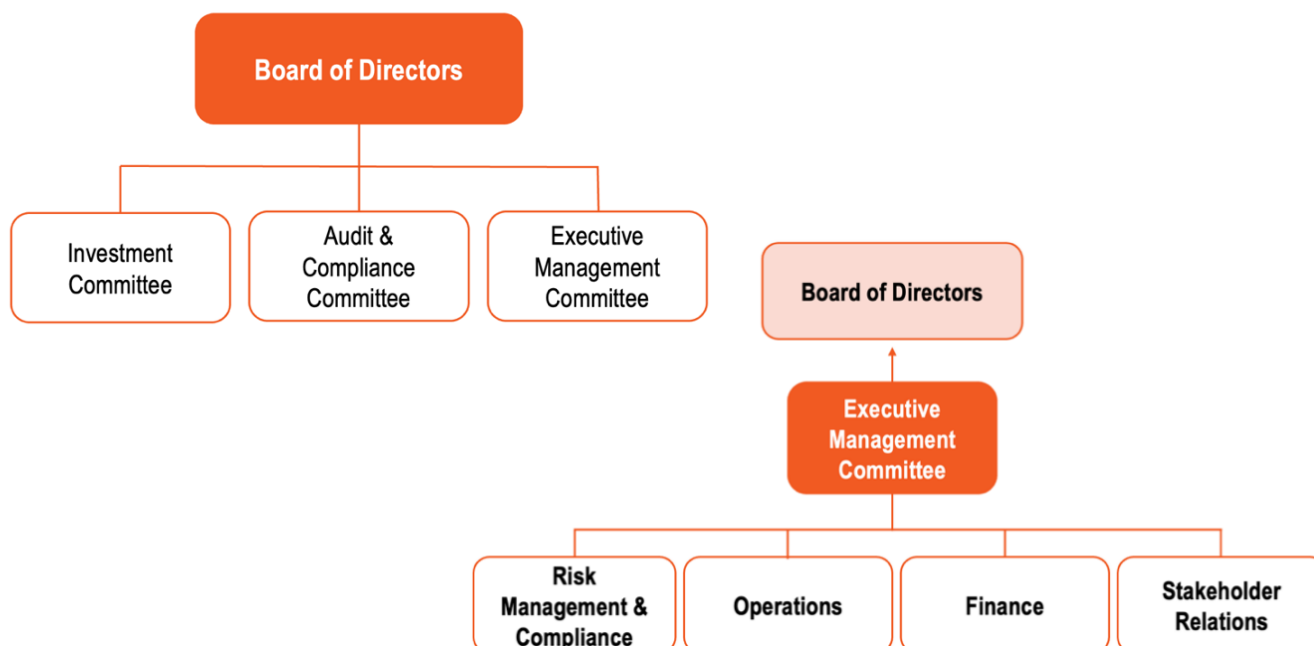 Board of Directors
Investment
Committee
Audit &
Compliance
Committee
Executive
Management
Committee
Board of Directors
Executive
Management
Committee
Risk
Management &
Compliance
Operations
Finance
Stakeholder
Relations